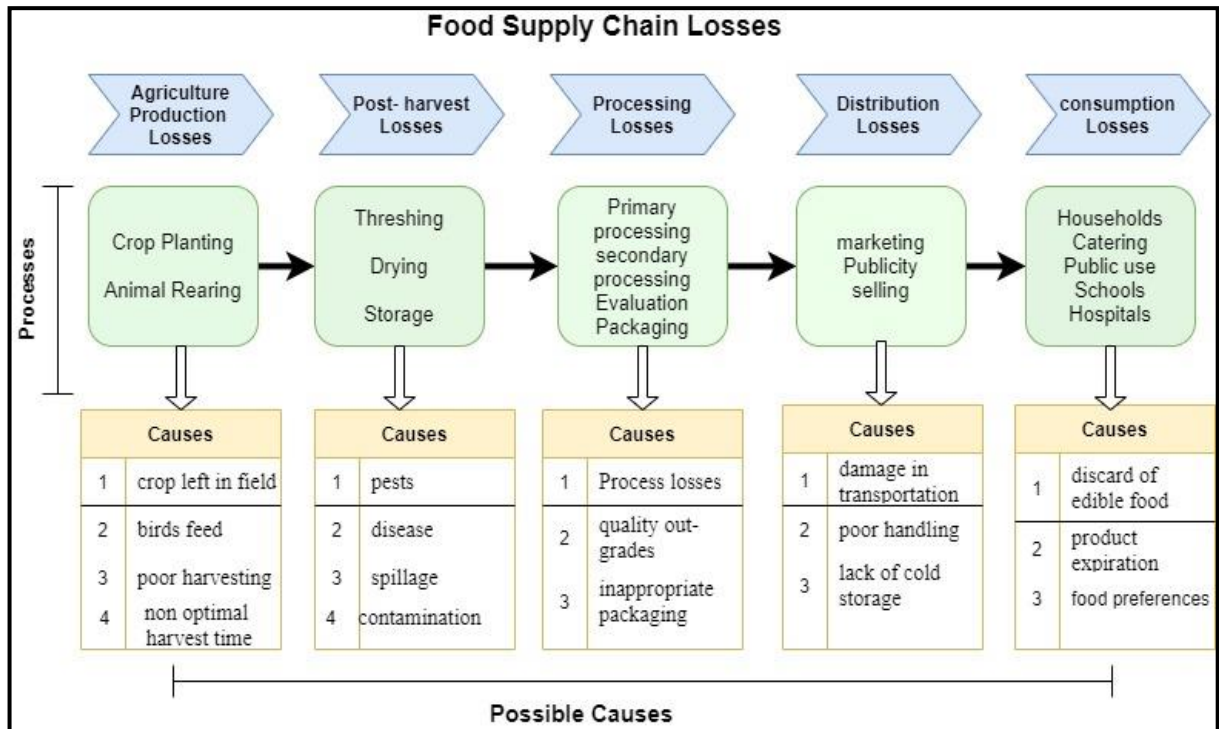 Food Supply Chain Losses
Agriculture
Production
Losses
Post- harvest
Losses
Processing
Losses
Distribution
Losses
consumption
Losses
Processes
Crop Planting
Animal Rearing
Threshing
Drying
Storage
Primary
processing
secondary
processing
Evaluation
Packaging
marketing
Publicity
selling
Households
Catering
Public use
Schools
Hospitals
Causes
1 crop left in field
2 birds feed
3 poor harvesting
4 non optimal
harvest time
Causes
1 pests
2 disease
3 spillage
4 contamination
Causes
1 Process losses
2 quality out-
grades
3 inappropriate
packaging
Causes
1 damage in
transportation
2 poor handling
3 lack of cold
storage
Causes
1 discard of
edible food
2 product
expiration
3 food preferences
Possible Causes